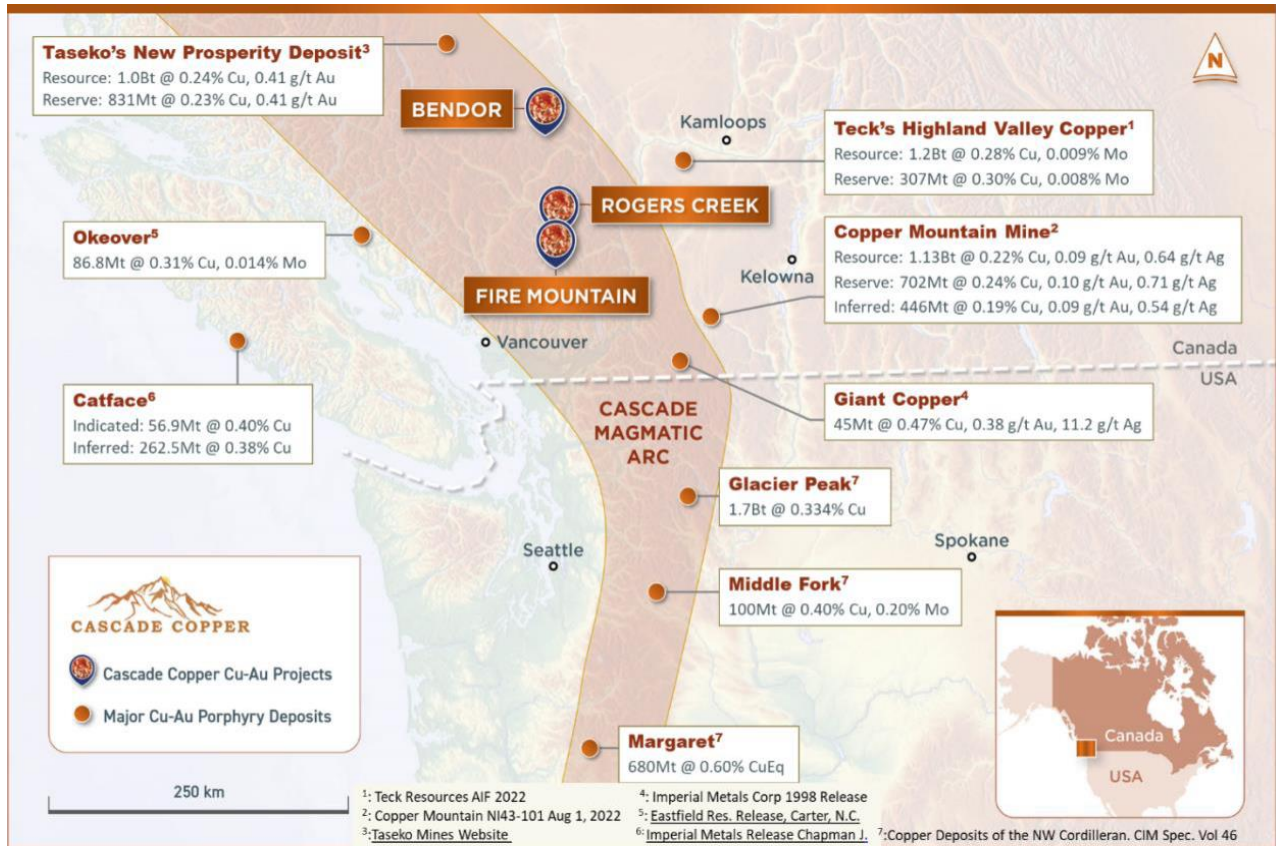 Taseko's New Prosperity Deposit³
Resource: 1.0Bt @ 0.24% Cu, 0.41 g/t Au
Reserve: 831Mt @ 0.23% Cu, 0.41 g/t Au
N
BENDOR
Kamloops
Teck's Highland Valley Copper¹
Resource: 1.2Bt @ 0.28% Cu, 0.009% Mo
Reserve: 307Mt @ 0.30% Cu, 0.008% Mo
ROGERS CREEK
Okeover⁵
86.8Mt @ 0.31% Cu, 0.014% Mo
Copper Mountain Mine²
Resource: 1.13Bt @ 0.22% Cu, 0.09 g/t Au, 0.64 g/t Ag
Reserve: 702Mt @ 0.24% Cu, 0.10 g/t Au, 0.71 g/t Ag
Inferred: 446Mt @ 0.19% Cu, 0.09 g/t Au, 0.54 g/t Ag
Kelowna
FIRE MOUNTAIN
Vancouver
Canada
USA
Catface⁶
Indicated: 56.9Mt @ 0.40% Cu
Inferred: 262.5Mt @ 0.38% Cu
CASCADE
MAGMATIC
ARC
Giant Copper⁴
45Mt @ 0.47% Cu, 0.38 g/t Au, 11.2 g/t Ag
Glacier Peak⁷
1.7Bt @ 0.334% Cu
Seattle
Spokane
Middle Fork⁷
100Mt @ 0.40% Cu, 0.20% Mo
CASCADE COPPER
Cascade Copper Cu-Au Projects
Major Cu-Au Porphyry Deposits
Margaret⁷
680Mt @ 0.60% CuEq
Canada
USA
250 km
¹: Teck Resources AIF 2022
²: Copper Mountain NI43-101 Aug 1, 2022
³:Taseko Mines Website
⁴: Imperial Metals Corp 1998 Release
⁵: Eastfield Res. Release, Carter, N.C.
⁶: Imperial Metals Release Chapman J.
⁷:Copper Deposits of the NW Cordilleran. CIM Spec. Vol 46